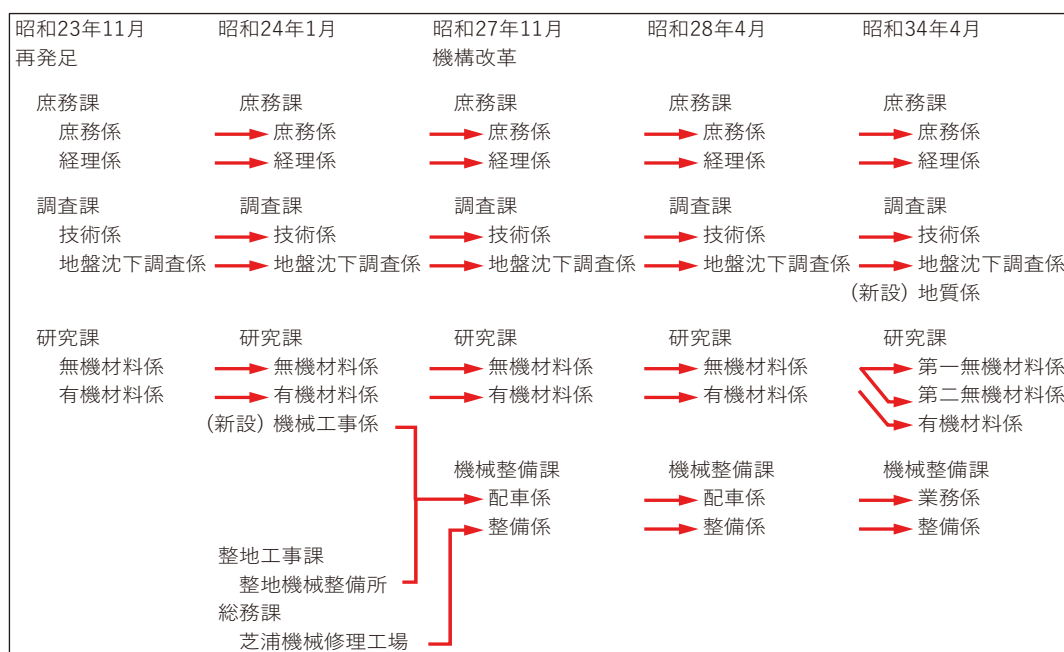 昭和23年11月 昭和24年1月 昭和27年11月 昭和28年4月 昭和34年4月
再発足 機構改革
庶務課 庶務課 庶務課 庶務課 庶務課
庶務係 庶務係 庶務係 庶務係 庶務係
経理係 経理係 経理係 経理係 経理係
調査課 調査課 調査課 調査課 調査課
技術係 技術係 技術係 技術係 技術係
地盤沈下調査係 地盤沈下調査係 地盤沈下調査係 地盤沈下調査係 地盤沈下調査係
(新設) 地質係
研究課 研究課 研究課 研究課 研究課
無機材料係 無機材料係 無機材料係 無機材料係 第一無機材料係
有機材料係 有機材料係 有機材料係 有機材料係 第二無機材料係
(新設) 機械工事係 有機材料係
機械整備課 機械整備課 機械整備課
配車係 配車係 業務係
整備係 整備係 整備係
整地工事課
整地機械整備所
総務課
芝浦機械修理工場